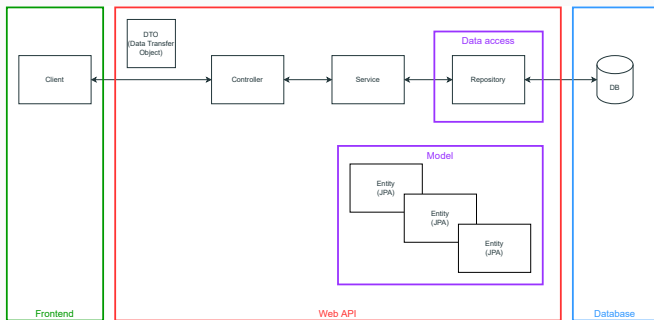 DTO
(Data Transfer
Object)
Data access
Client
Controller
Service
Repository
DB
Model
Entity
(JPA)
Entity
(JPA)
Entity
(JPA)
Frontend
Web API
Database